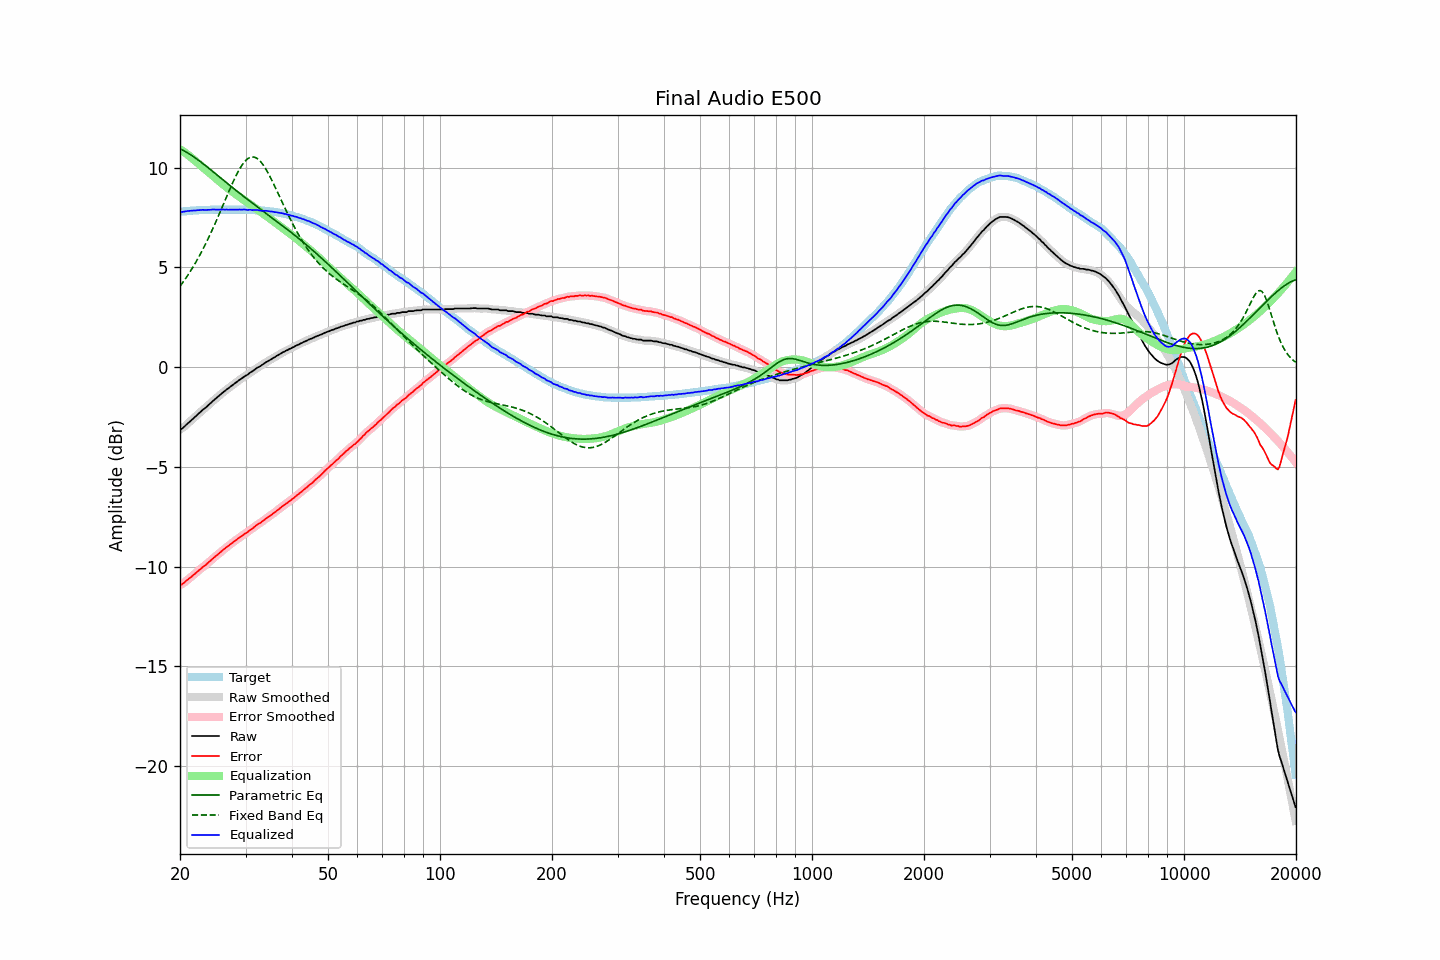 Final Audio E500
Amplitude (dBr)
10
5
0
−5
−10
−15
−20
Target
Raw Smoothed
Error Smoothed
Raw
Error
Equalization
Parametric Eq
Fixed Band Eq
Equalized
20 50 100 200 500 1000 2000 5000 10000 20000
Frequency (Hz)